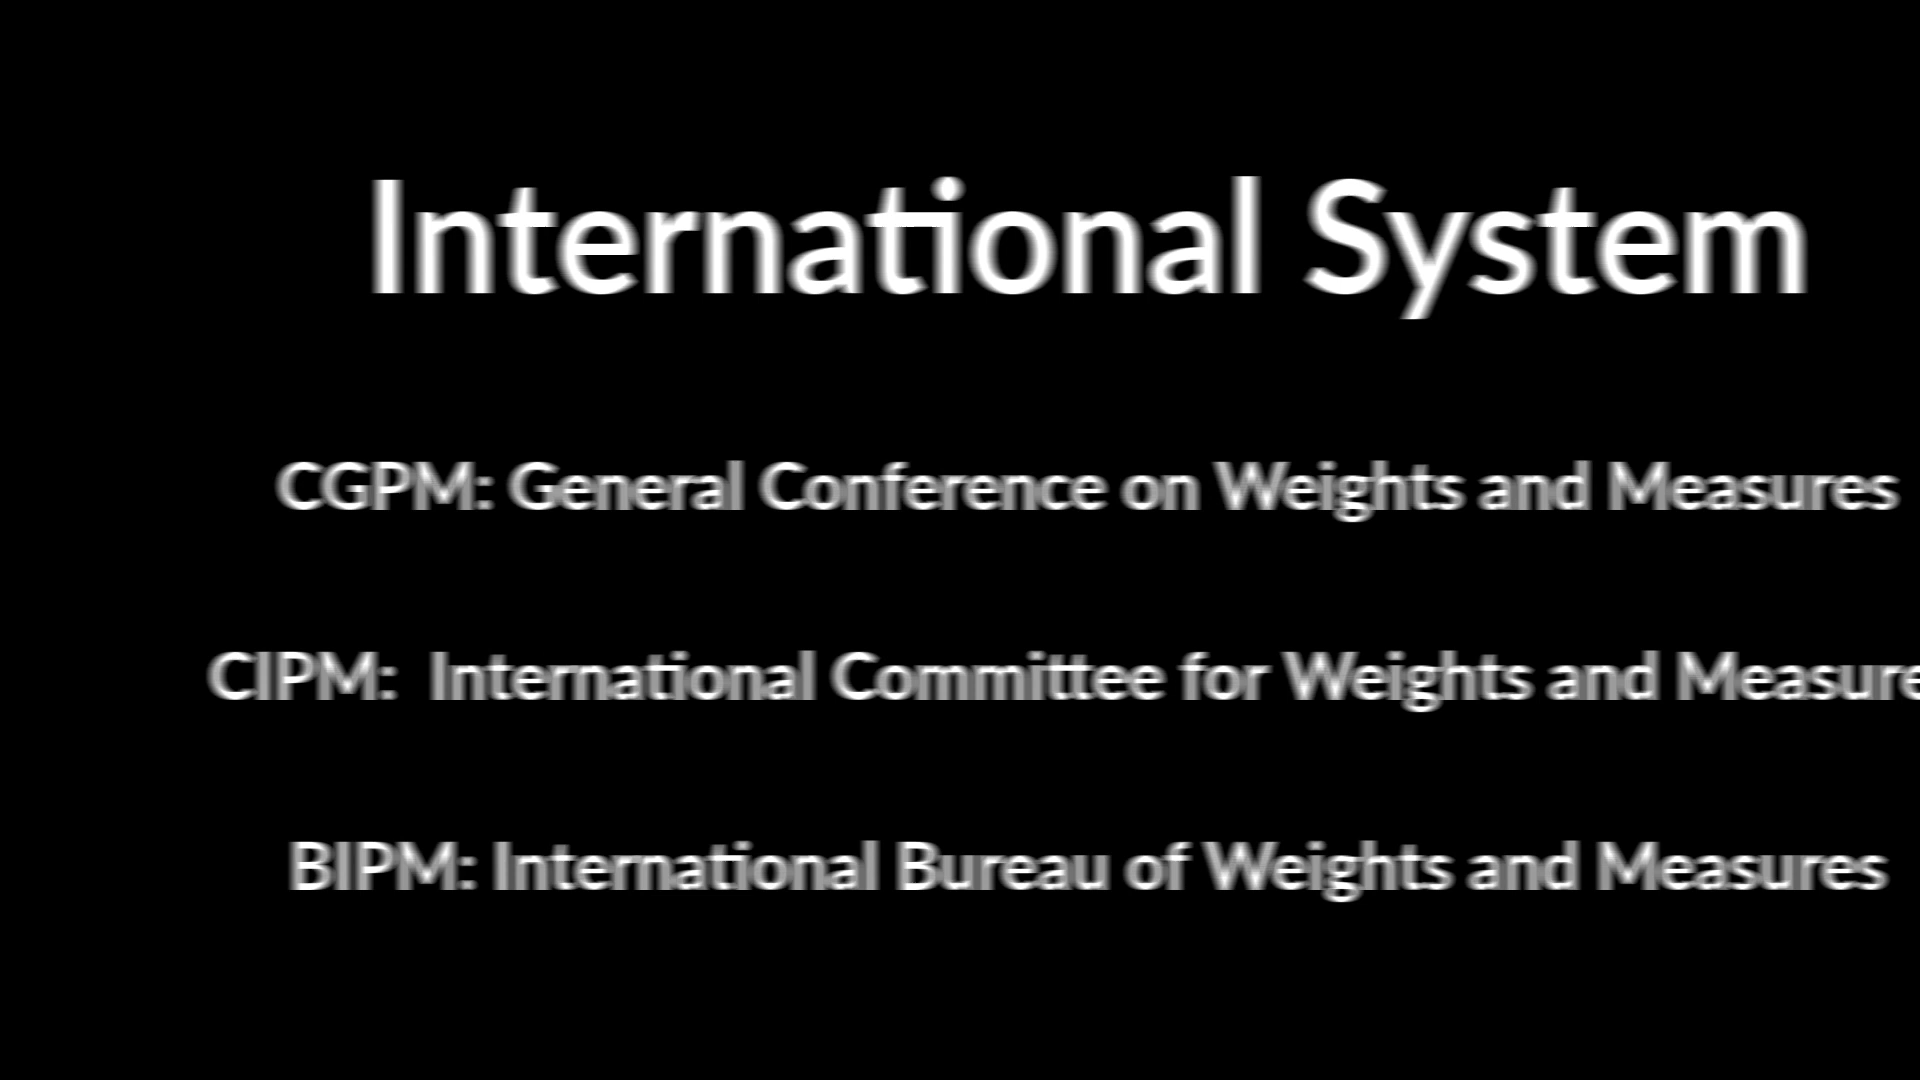 International System
CGPM: General Conference on Weights and Measures
CIPM:  International Committee for Weights and Measure
BIPM: International Bureau of Weights and Measures